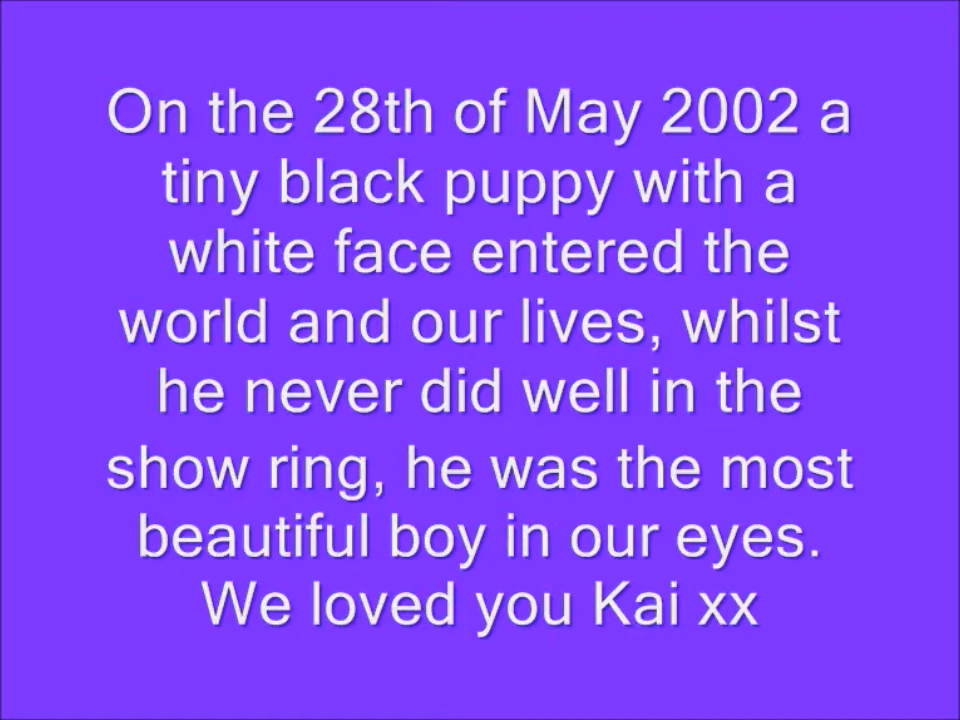 On the 28th of May 2002 a
tiny black puppy with a
white face entered the
world and our lives, whilst
he never did well in the
show ring, he was the most
beautiful boy in our eyes.
We loved you Kai xx